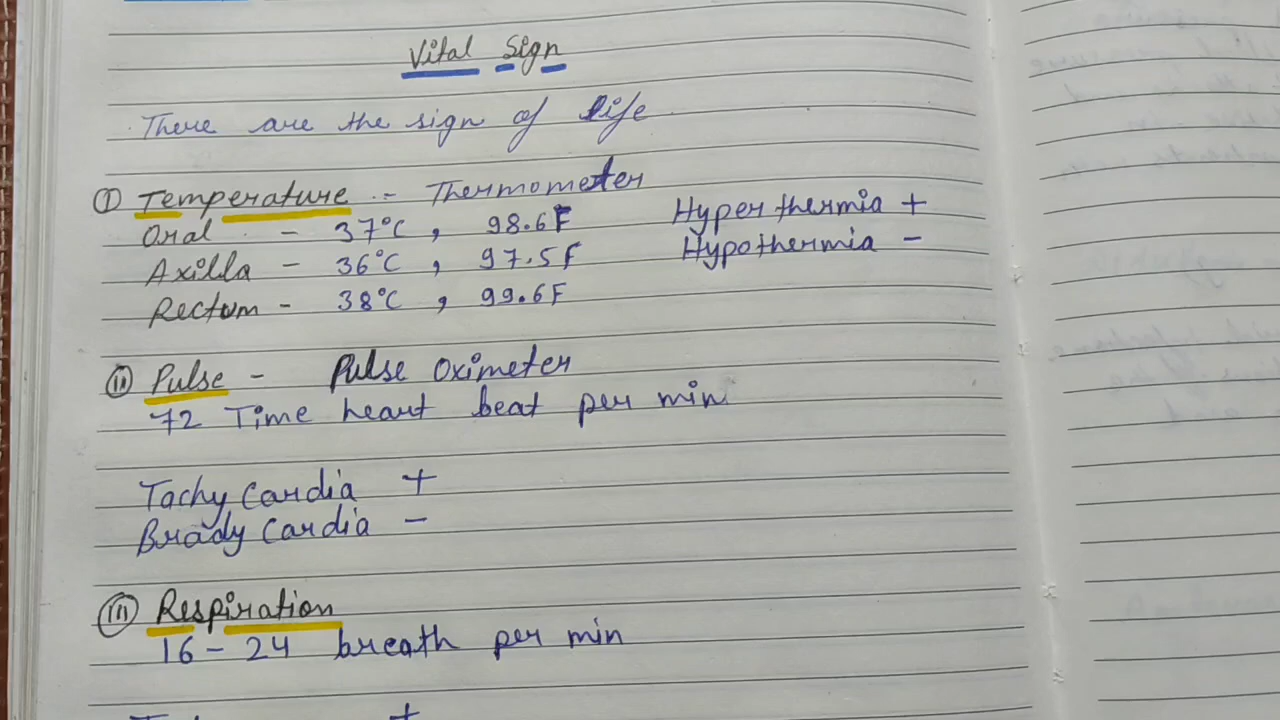 Vital Sign
There are the sign of life
(i) Temperature - Thermometer
Oral - 37°C , 98.6F Hyperthermia +
Axilla - 36°C , 97.5F Hypothermia -
Rectum - 38°C , 99.6F
(ii) Pulse - Pulse Oximeter
72 Time heart beat per min
Tachy Cardia +
Brady Cardia -
(iii) Respiration
16 - 24 breath per min